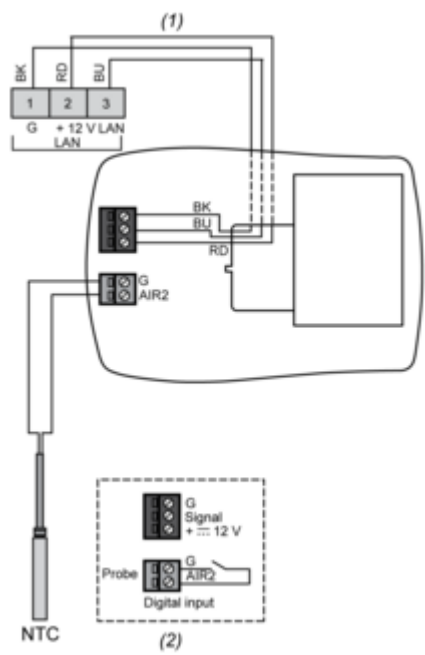 (1)
BK RD BU
1 2 3
G + 12 V LAN
LAN
BK
BU
RD
G
AIR2
G
Signal
+ ⎓ 12 V
Probe
G
AIR2
Digital input
NTC
(2)